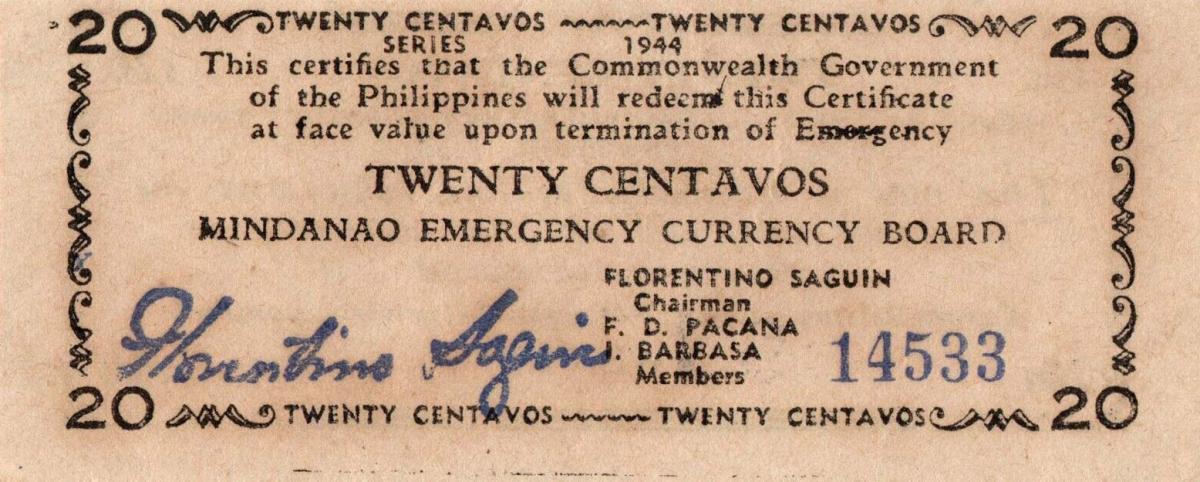 20 TWENTY CENTAVOS TWENTY CENTAVOS 20
SERIES 1944
This certifies that the Commonwealth Government
of the Philippines will redeem this Certificate
at face value upon termination of Emergency
TWENTY CENTAVOS
MINDANAO EMERGENCY CURRENCY BOARD
FLORENTINO SAGUIN
Chairman
F. D. PACANA
J. BARBASA
Members
Florentino Saguin
14533
20 TWENTY CENTAVOS TWENTY CENTAVOS 20